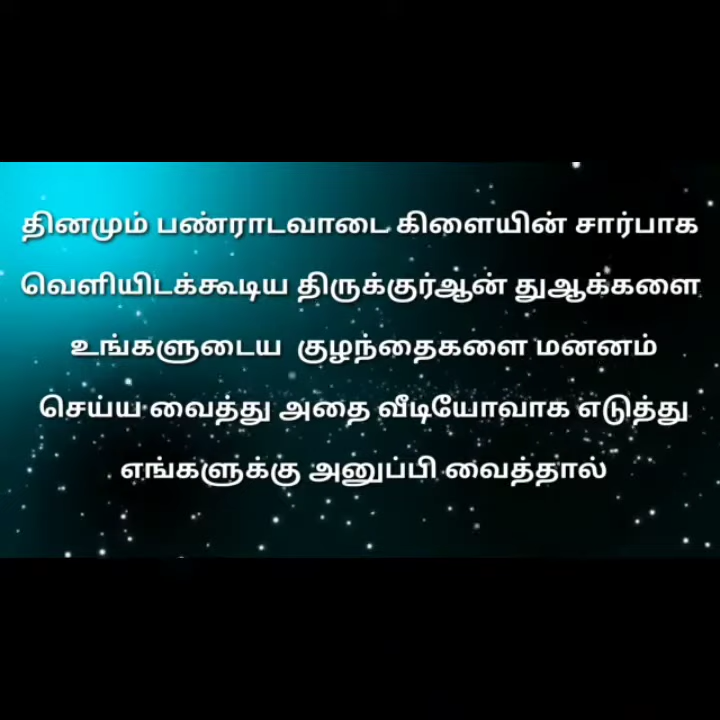 தினமும் பண்ராடவாடை கிளையின் சார்பாக
வெளியிடக்கூடிய திருக்குர்ஆன் துஆக்களை
உங்களுடைய குழந்தைகளை மனனம்
செய்ய வைத்து அதை வீடியோவாக எடுத்து
எங்களுக்கு அனுப்பி வைத்தால்